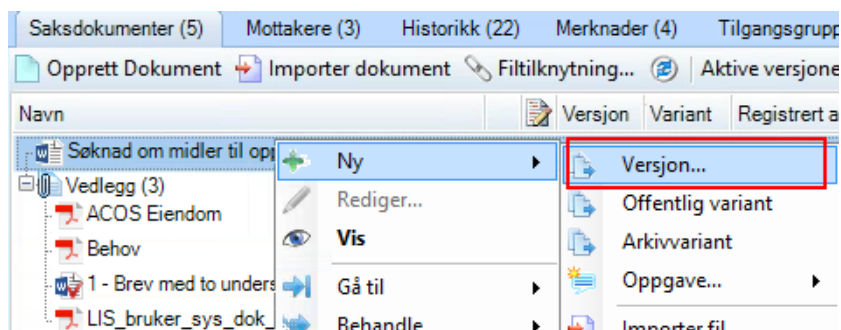 Saksdokumenter (5) Mottakere (3) Historikk (22) Merknader (4) Tilgangsgrupp
Opprett Dokument Importer dokument Filtilknytning... Aktive versjone
Navn Versjon Variant Registrert a
Søknad om midler til opp Ny Versjon...
Vedlegg (3) Rediger... Offentlig variant
ACOS Eiendom
Behov Vis Arkivvariant
1 - Brev med to unders Gå til Oppgave...
LIS_bruker_sys_dok_ Behandle Importer fil